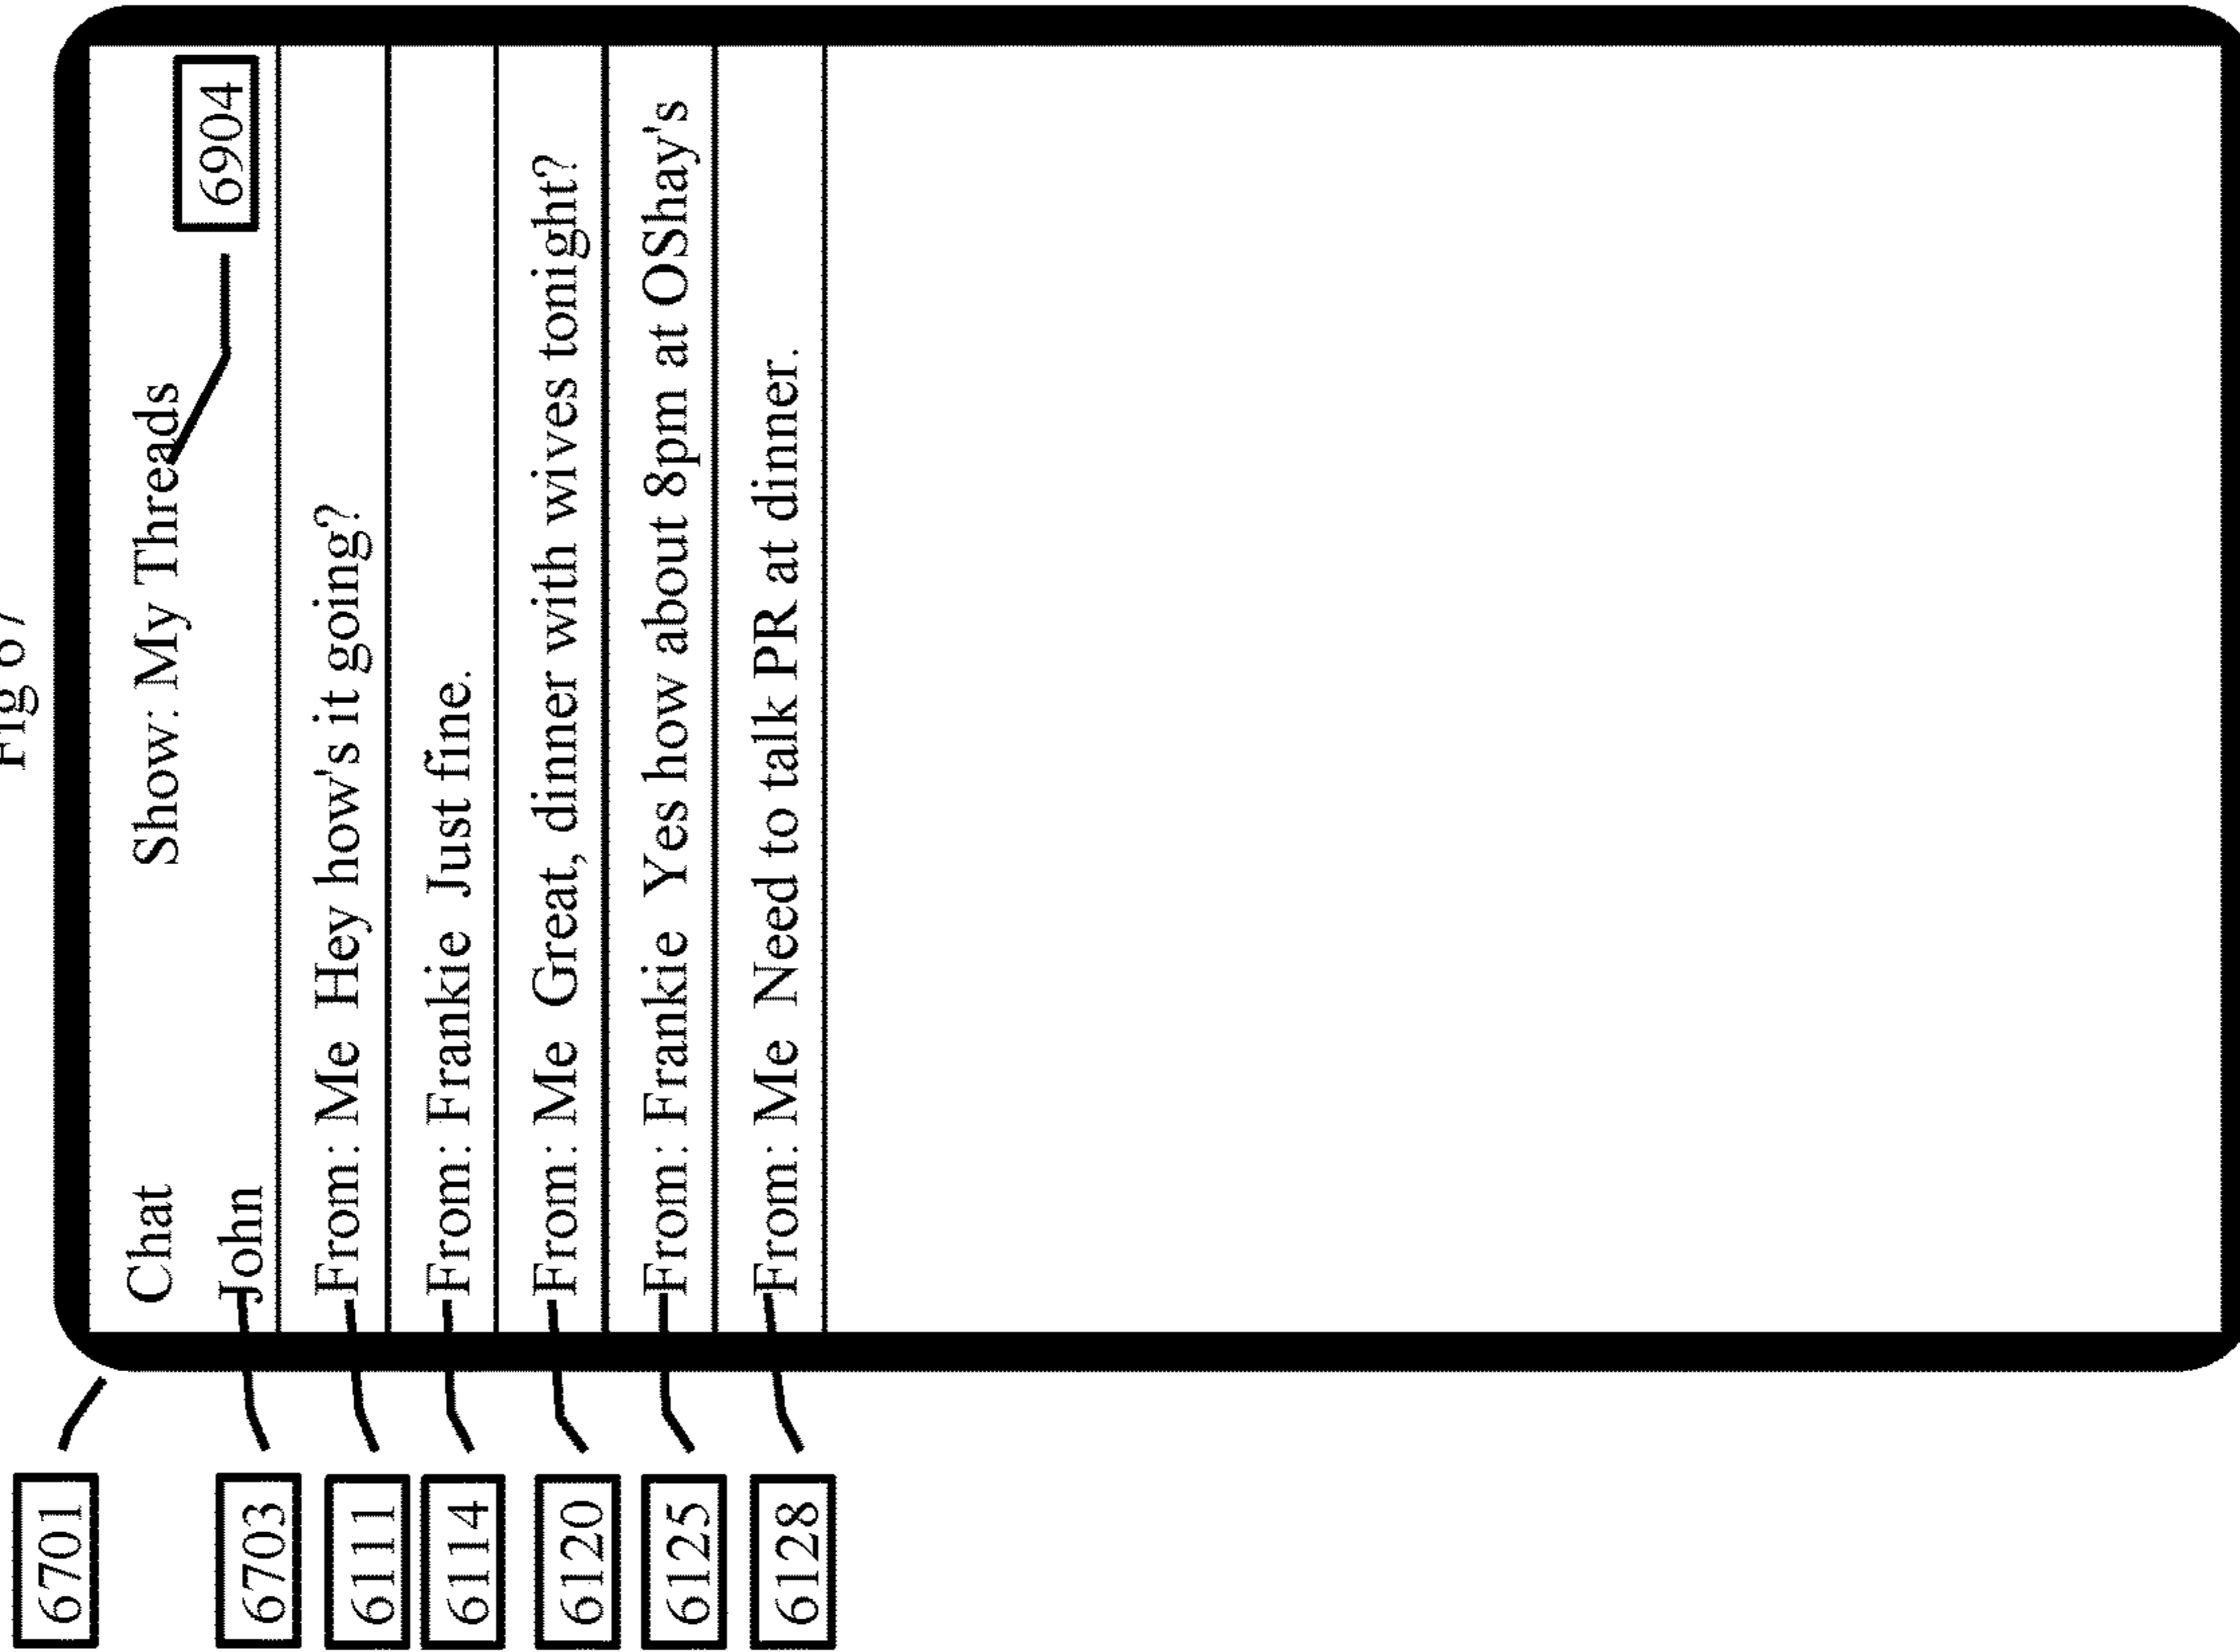 Fig 67
6701
Chat Show: My Threads
6904
6703 John
6111 From: Me Hey how's it going?
6114 From: Frankie Just fine.
6120 From: Me Great, dinner with wives tonight?
6125 From: Frankie Yes how about 8pm at OShay's
6128 From: Me Need to talk PR at dinner.